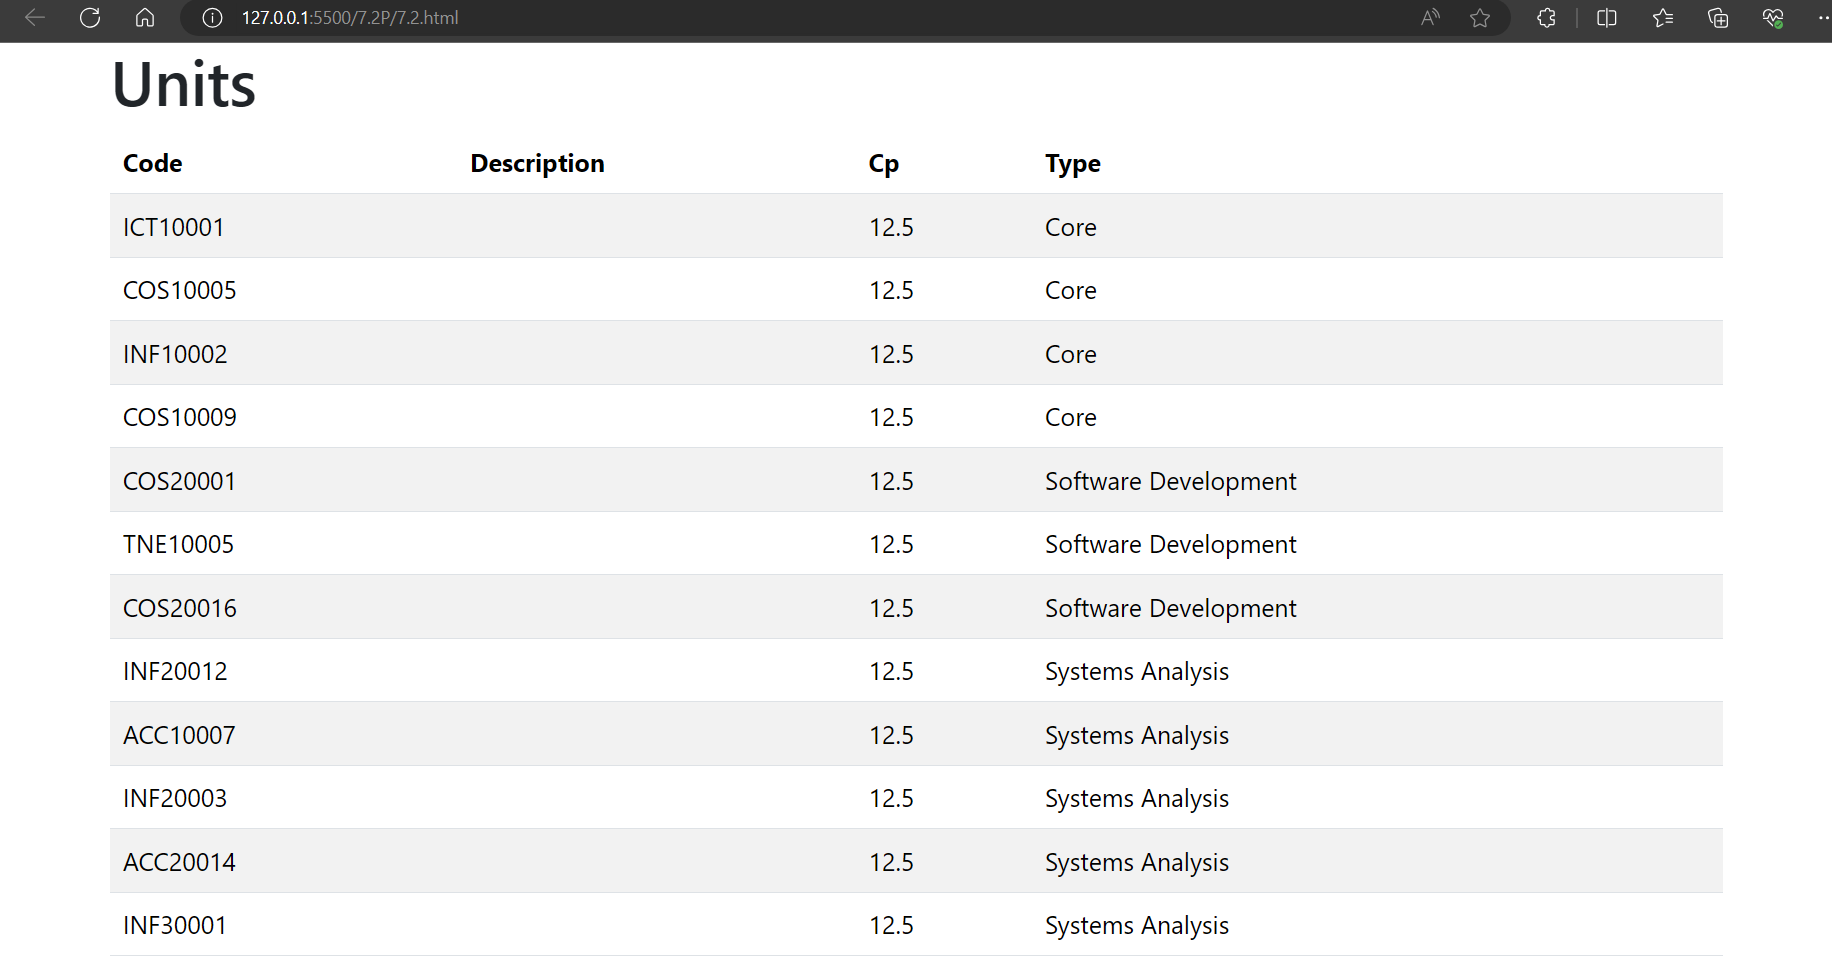 127.0.0.1:5500/7.2P/7.2.html
Units
Code Description Cp Type
ICT10001 12.5 Core
COS10005 12.5 Core
INF10002 12.5 Core
COS10009 12.5 Core
COS20001 12.5 Software Development
TNE10005 12.5 Software Development
COS20016 12.5 Software Development
INF20012 12.5 Systems Analysis
ACC10007 12.5 Systems Analysis
INF20003 12.5 Systems Analysis
ACC20014 12.5 Systems Analysis
INF30001 12.5 Systems Analysis